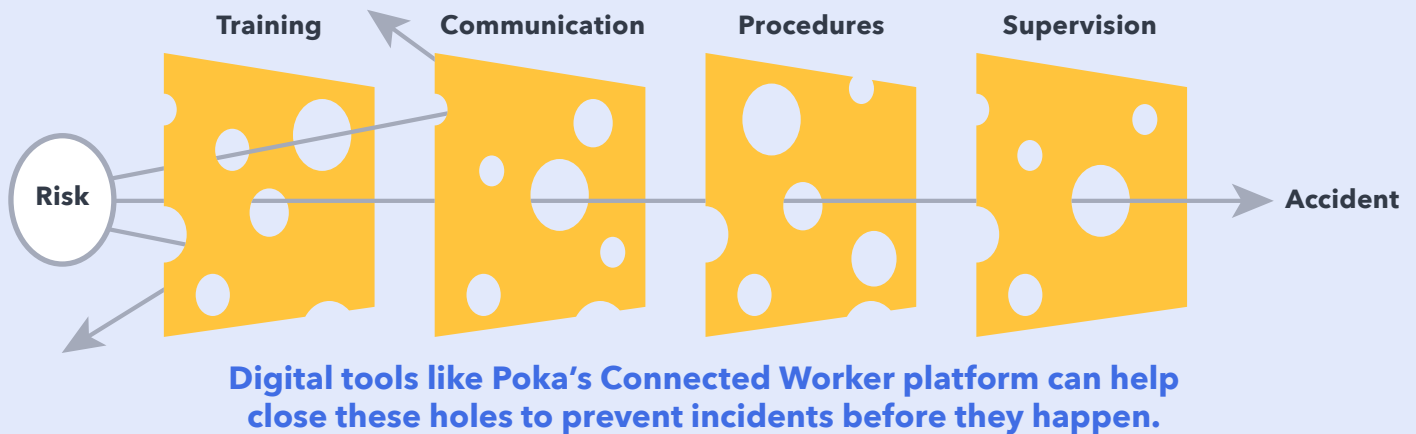 Training
Communication
Procedures
Supervision
Risk
Accident
Digital tools like Poka’s Connected Worker platform can help
close these holes to prevent incidents before they happen.